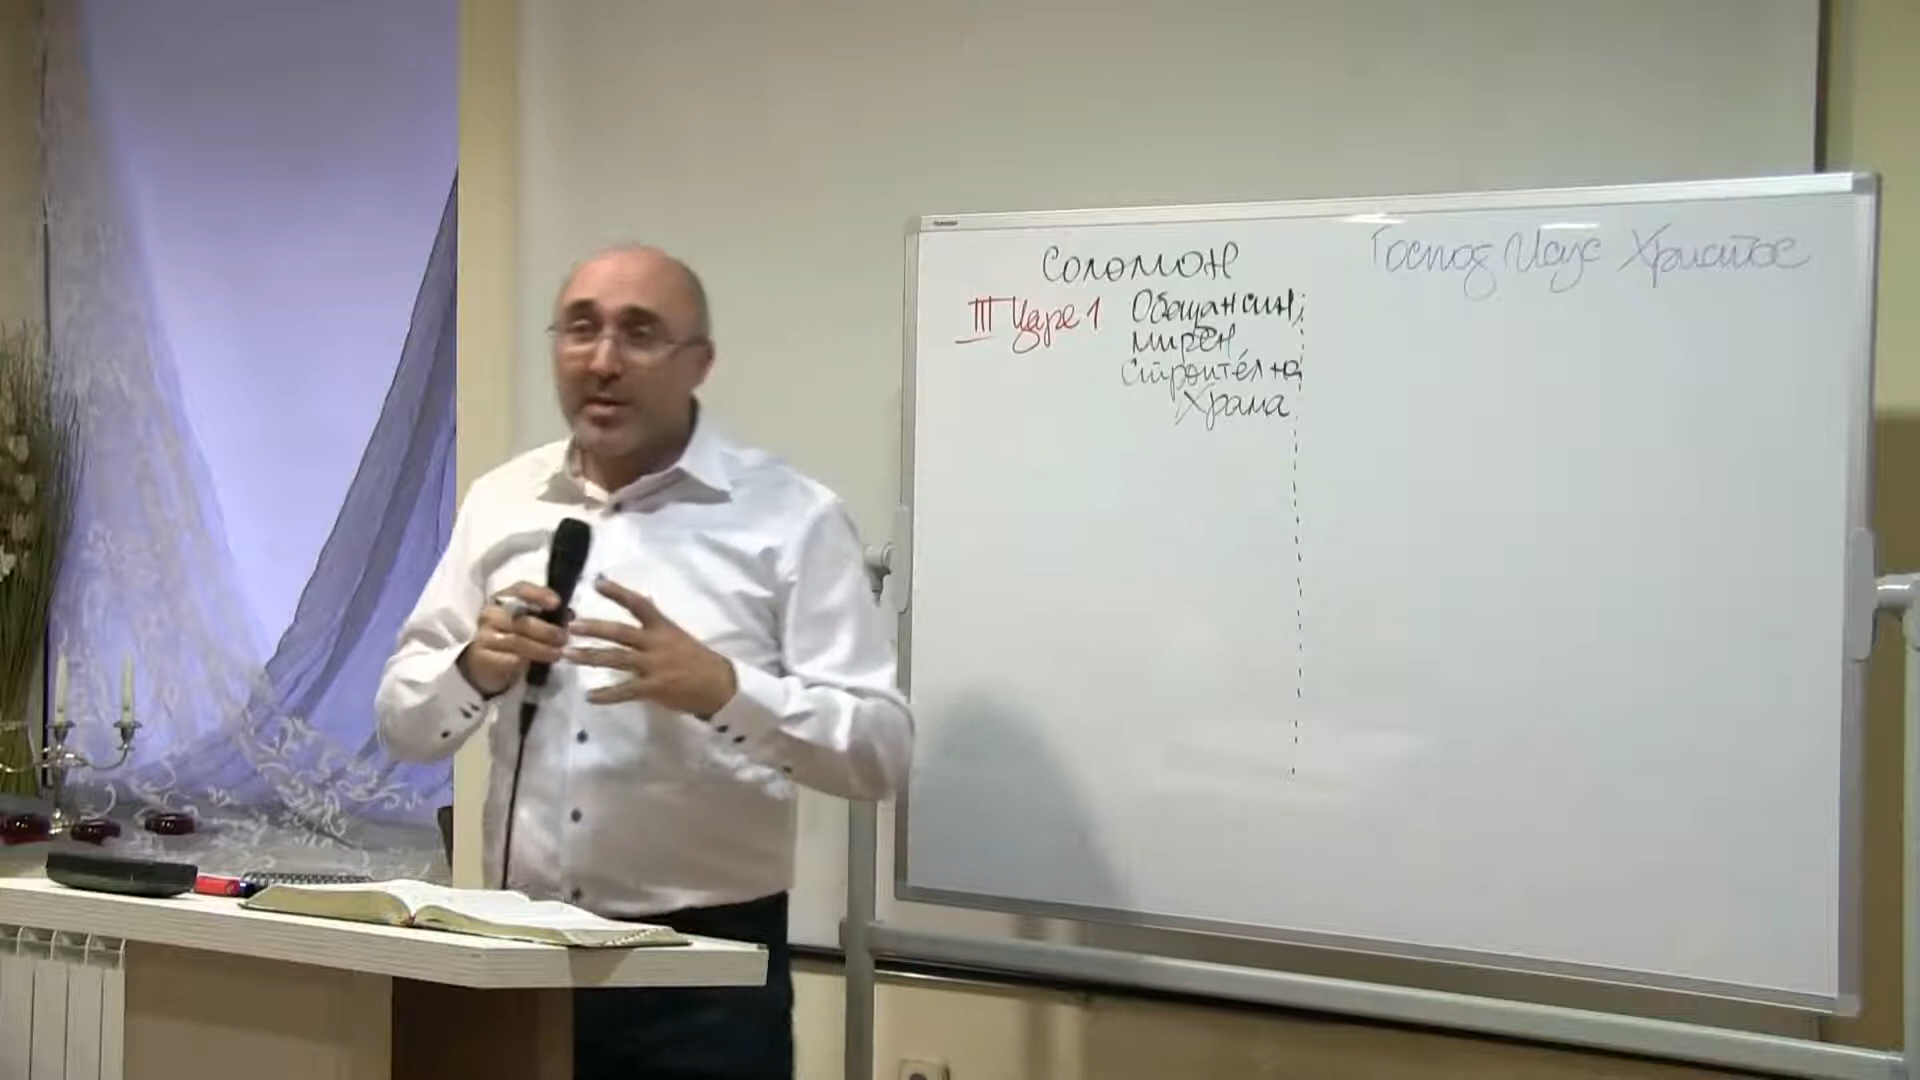 Соломон
Господ Исус Христос
III Царе 1
Обещан син;
мирен
Строител на
Храма